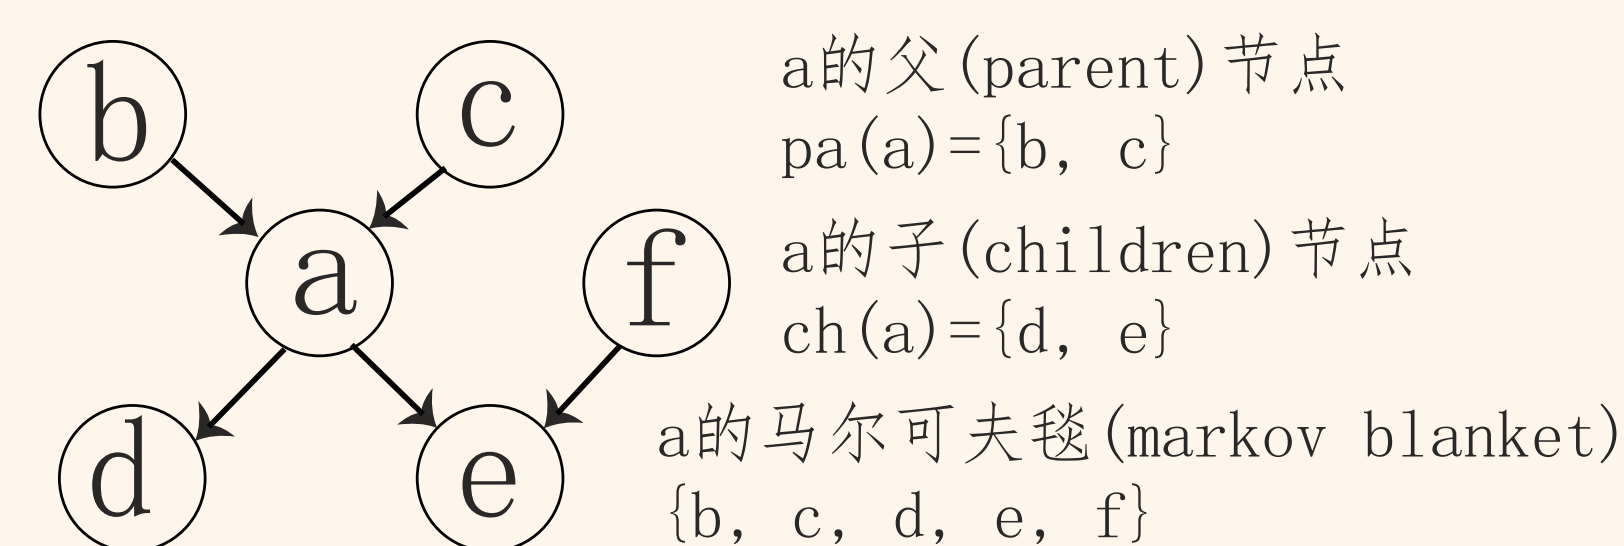 b
c
a
f
d
e
a的父(parent)节点
pa(a)={b, c}
a的子(children)节点
ch(a)={d, e}
a的马尔可夫毯(markov blanket)
{b, c, d, e, f}